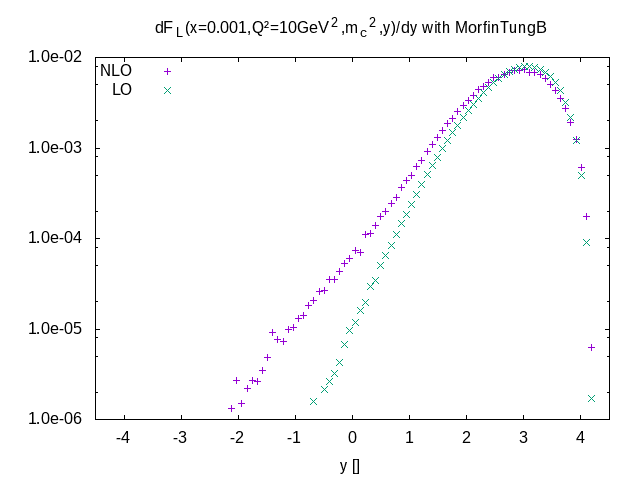 dF_L(x=0.001,Q²=10GeV²,m_c²,y)/dy with MorfinTungB
1.0e-02
NLO
LO
1.0e-03
1.0e-04
1.0e-05
1.0e-06
-4 -3 -2 -1 0 1 2 3 4
y []